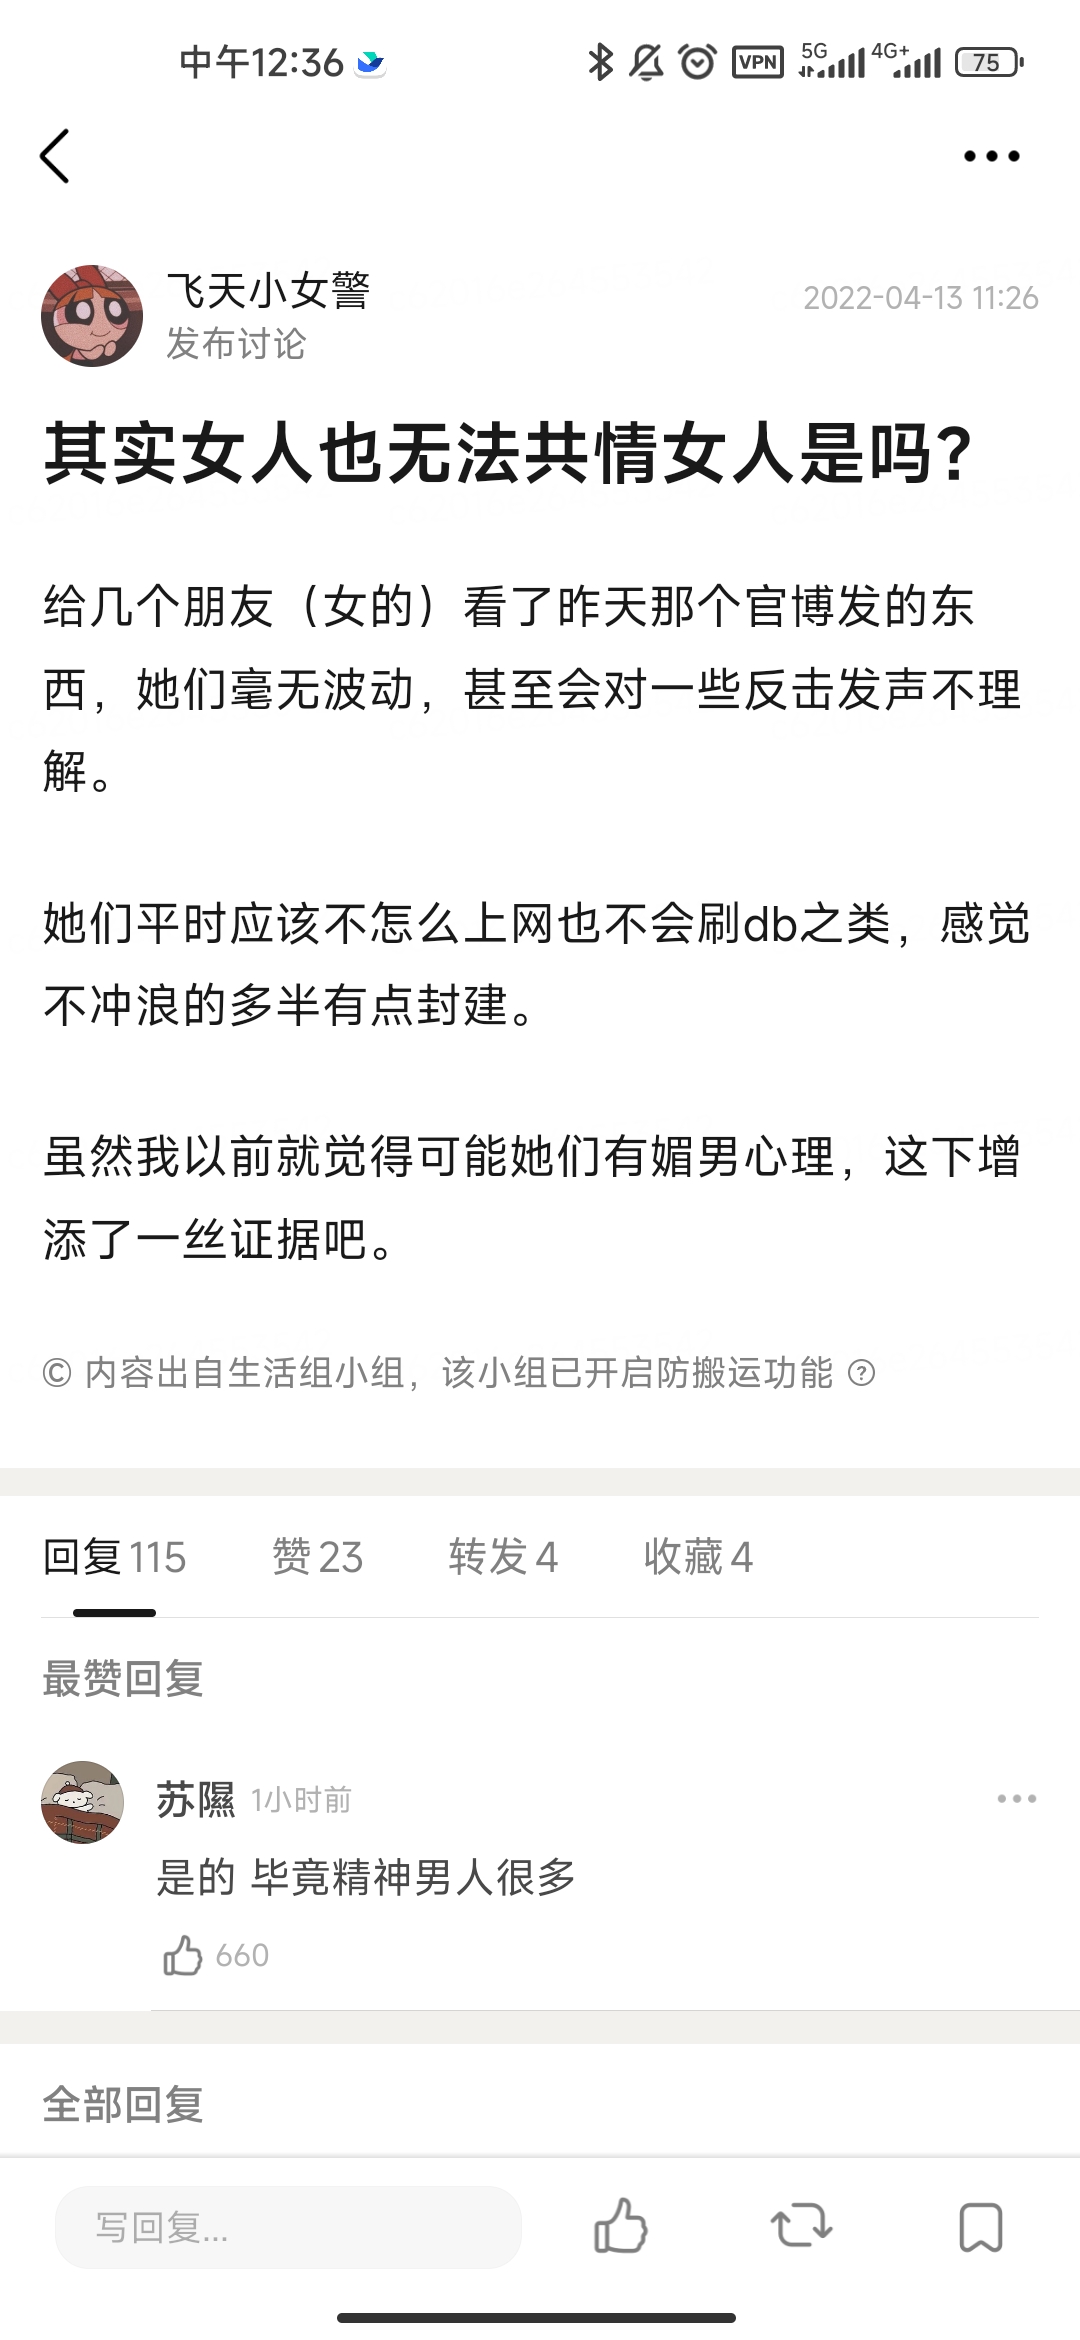 中午12:36
VPN 5G 4G+ 75
飞天小女警
2022-04-13 11:26
发布讨论
其实女人也无法共情女人是吗?
给几个朋友（女的）看了昨天那个官博发的东
西，她们毫无波动，甚至会对一些反击发声不理
解。
她们平时应该不怎么上网也不会刷db之类，感觉
不冲浪的多半有点封建。
虽然我以前就觉得可能她们有媚男心理，这下增
添了一丝证据吧。
© 内容出自生活组小组，该小组已开启防搬运功能 ?
回复 115 赞 23 转发 4 收藏 4
最赞回复
苏隰 1小时前
是的 毕竟精神男人很多
660
全部回复
写回复...